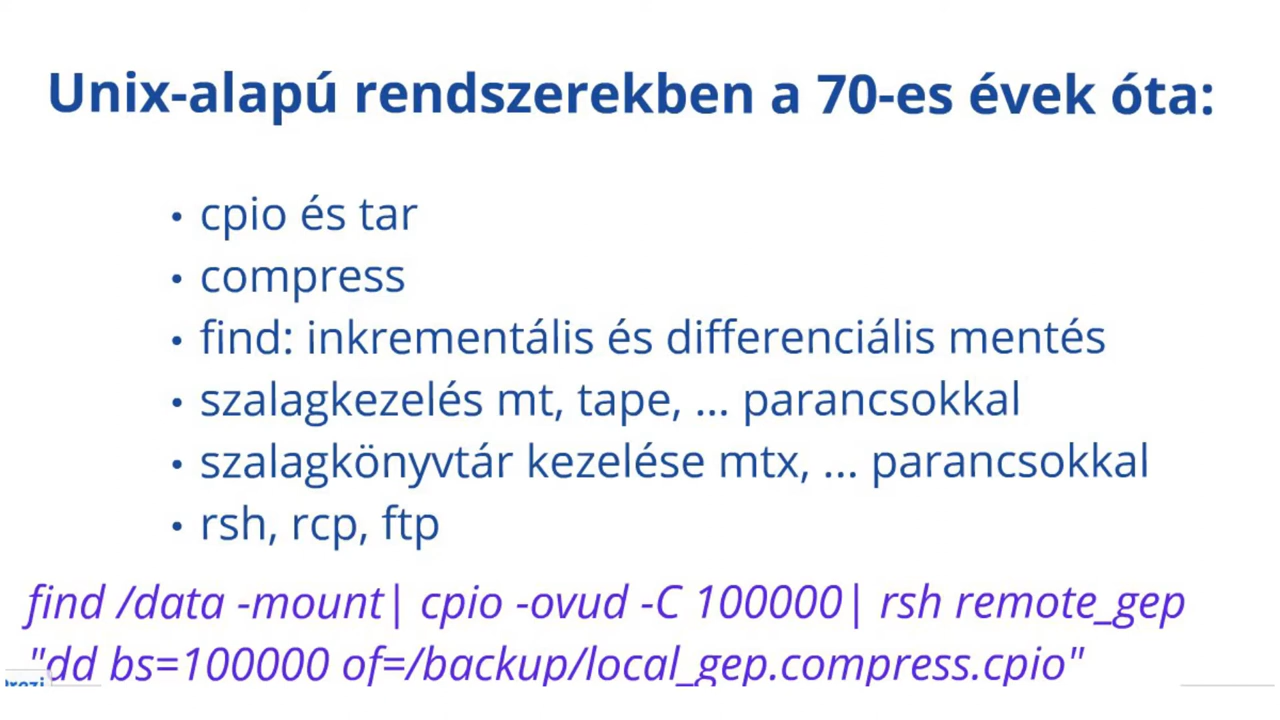 Unix-alapú rendszerekben a 70-es évek óta:
• cpio és tar
• compress
• find: inkrementális és differenciális mentés
• szalagkezelés mt, tape, ... parancsokkal
• szalagkönyvtár kezelése mtx, ... parancsokkal
• rsh, rcp, ftp
find /data -mount| cpio -ovud -C 100000| rsh remote_gep
"dd bs=100000 of=/backup/local_gep.compress.cpio"